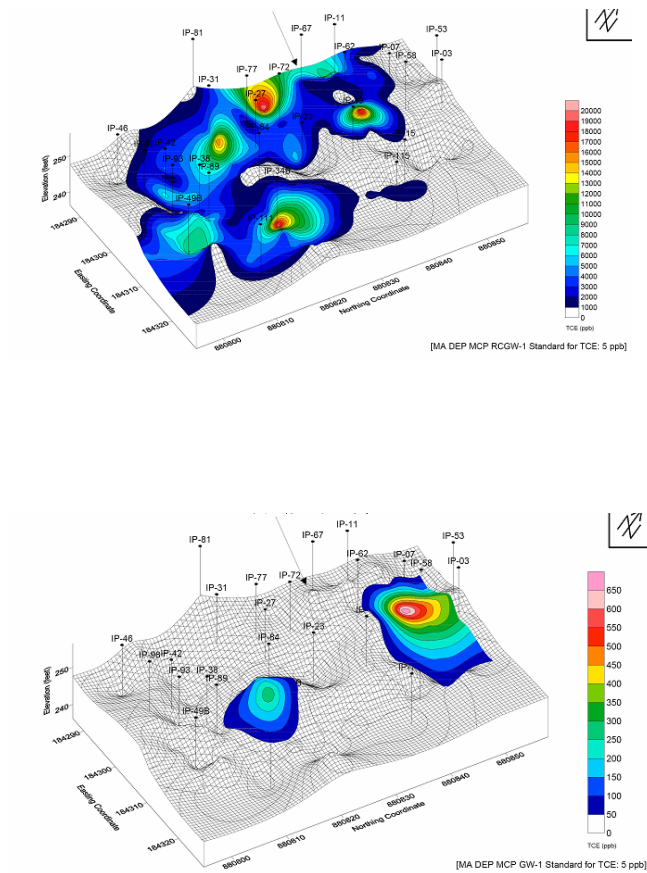 IP-11
IP-67
IP-53
IP-81
IP-62
IP-07
IP-58
IP-03
IP-77
IP-72
IP-31
IP-27
IP-23
IP-84
IP-46
IP-42
IP-93
IP-38
IP-89
IP-34B
IP-49B
Elevation (feet)
250
240
184290
184300
184310
184320
Easting Coordinate
880800
880810
880820
880830
880840
880850
Northing Coordinate
20000
19000
18000
17000
16000
15000
14000
13000
12000
11000
10000
9000
8000
7000
6000
5000
4000
3000
2000
1000
0
TCE (ppb)
[MA DEP MCP RCGW-1 Standard for TCE: 5 ppb]
IP-11
IP-67
IP-53
IP-81
IP-62
IP-07
IP-58
IP-03
IP-77
IP-72
IP-31
IP-27
IP-23
IP-84
IP-46
IP-98
IP-42
IP-93
IP-38
IP-89
IP-49B
Elevation (feet)
250
240
184290
184300
184310
184320
Easting Coordinate
880800
880810
880820
880830
880840
880850
Northing Coordinate
650
600
550
500
450
400
350
300
250
200
150
100
50
0
TCE (ppb)
[MA DEP MCP GW-1 Standard for TCE: 5 ppb]